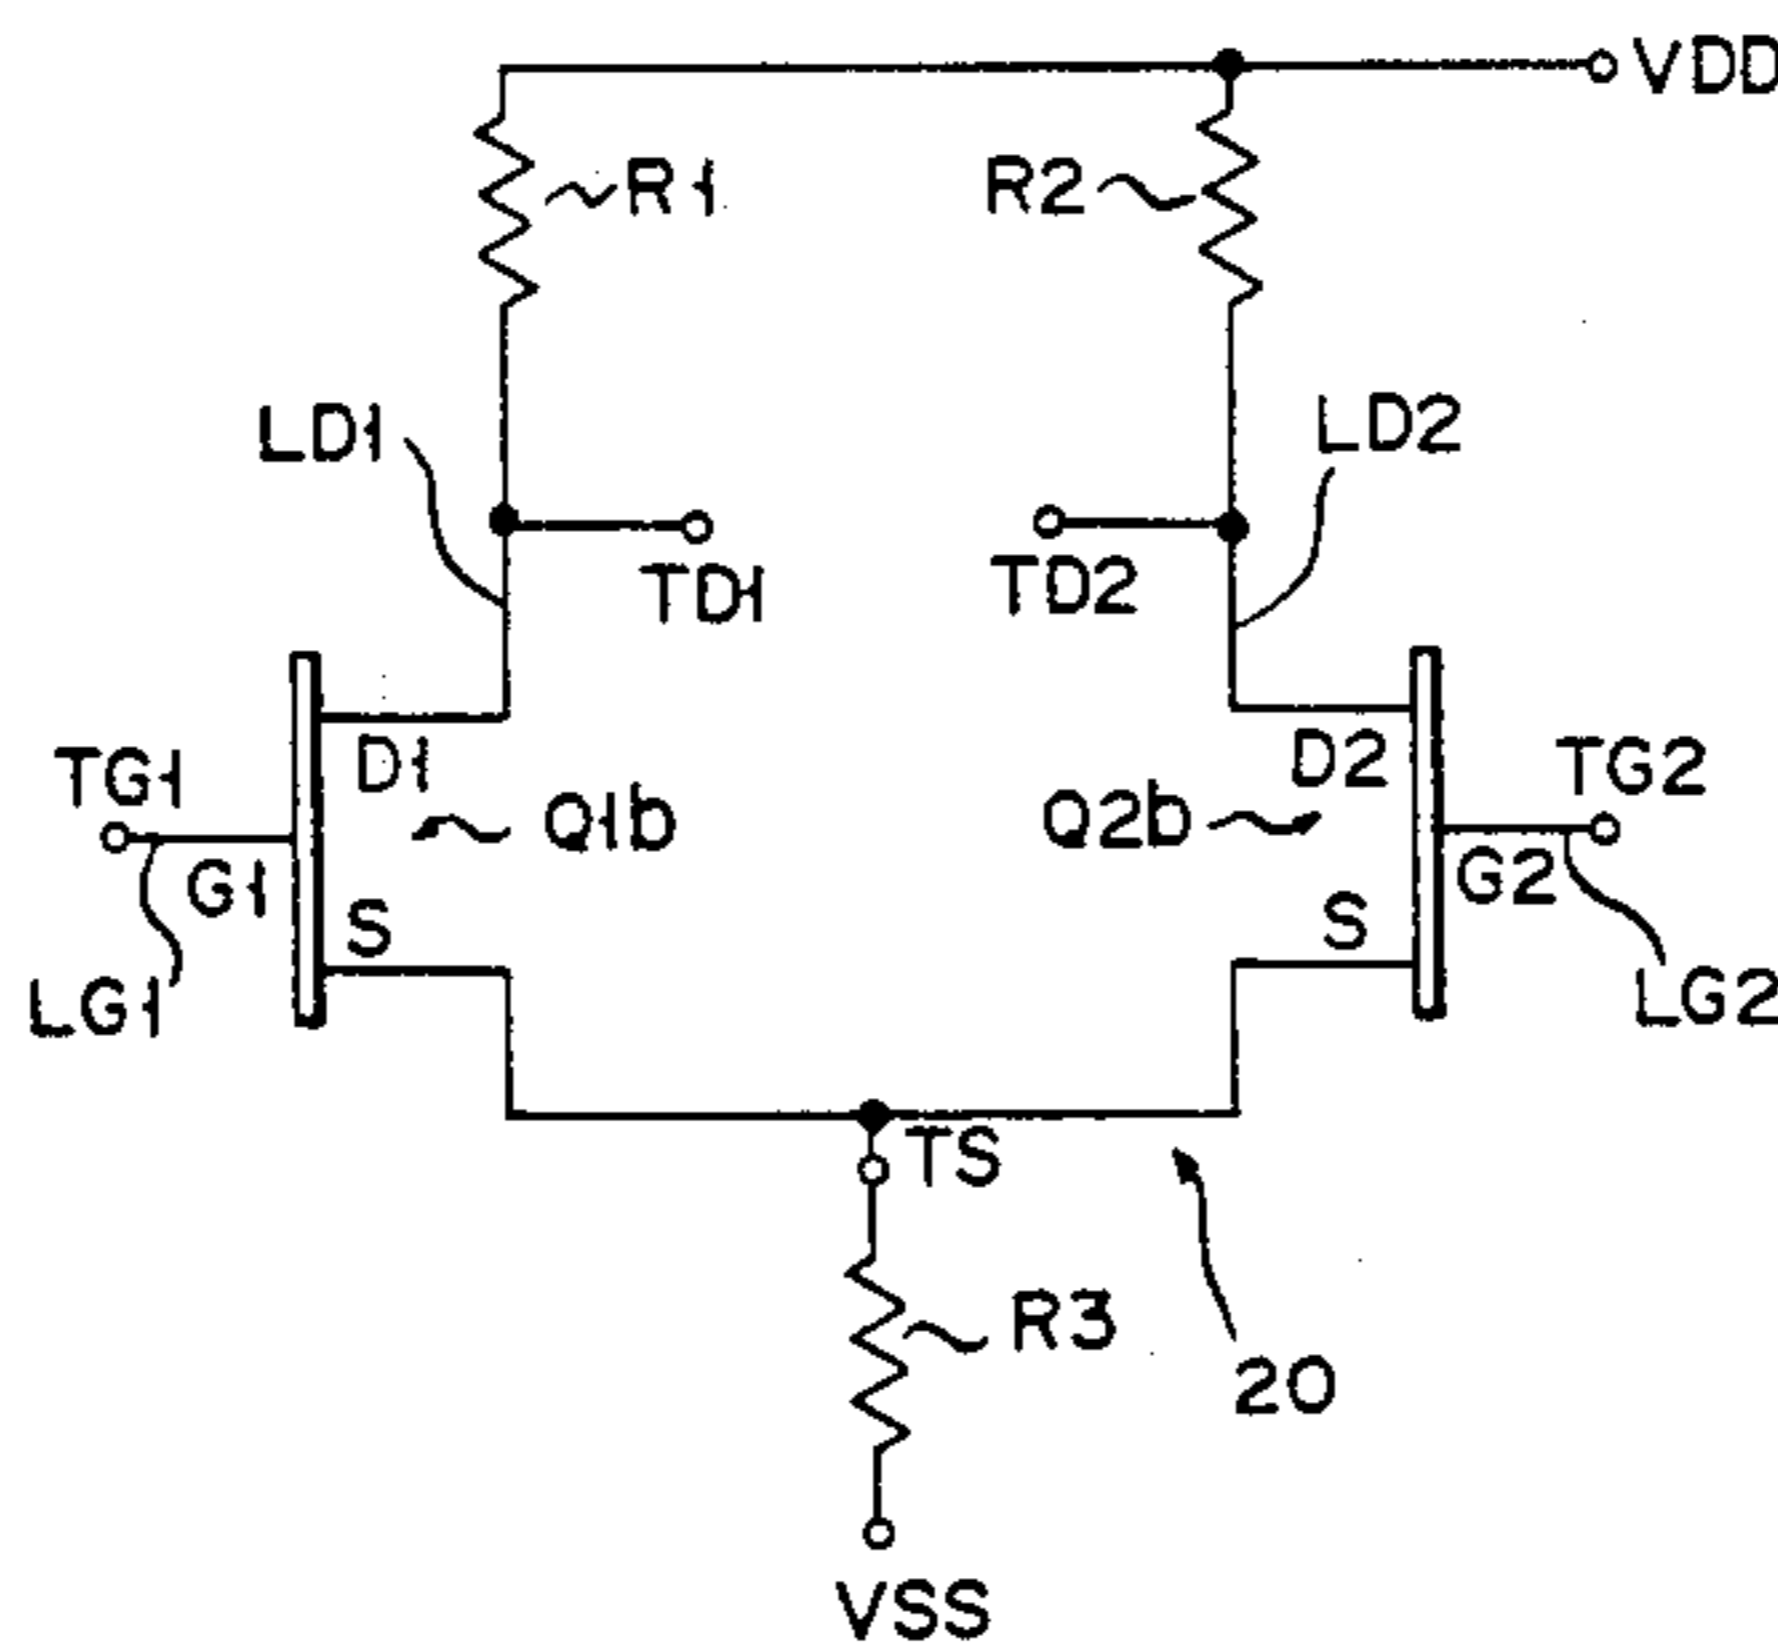 VDD
R1
R2
LD1
LD2
TD1
TD2
D1
D2
TG1
TG2
Q1b
Q2b
G1
G2
S
S
LG1
LG2
TS
R3
20
VSS